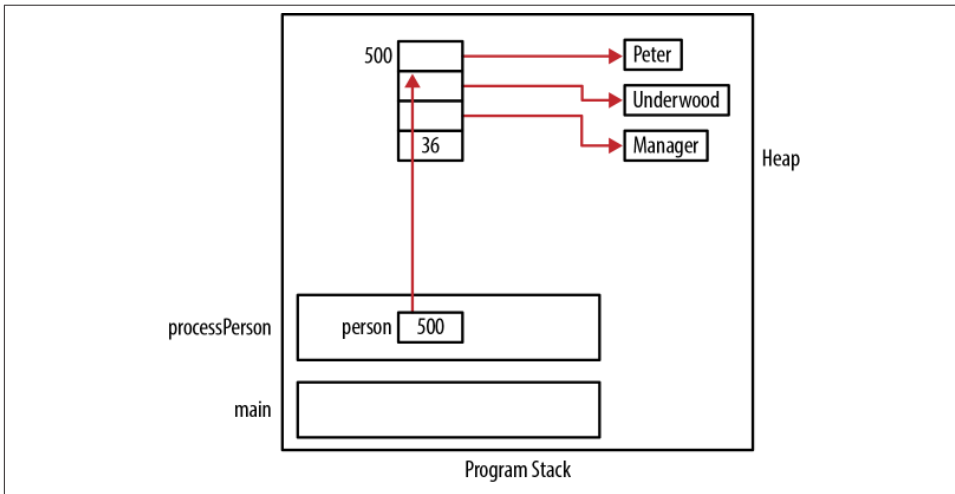 500
Peter
Underwood
36
Manager
Heap
processPerson
person
500
main
Program Stack